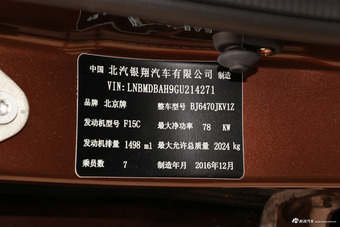 中国 北汽银翔汽车有限公司 制造
VIN:LNBMDBAH9GU214271
品牌 北京牌 整车型号 BJ6470JKV1Z
发动机型号 F15C 最大净功率 78 KW
发动机排量 1498 ml 最大允许总质量 2024 kg
乘员数 7 制造年月 2016年12月